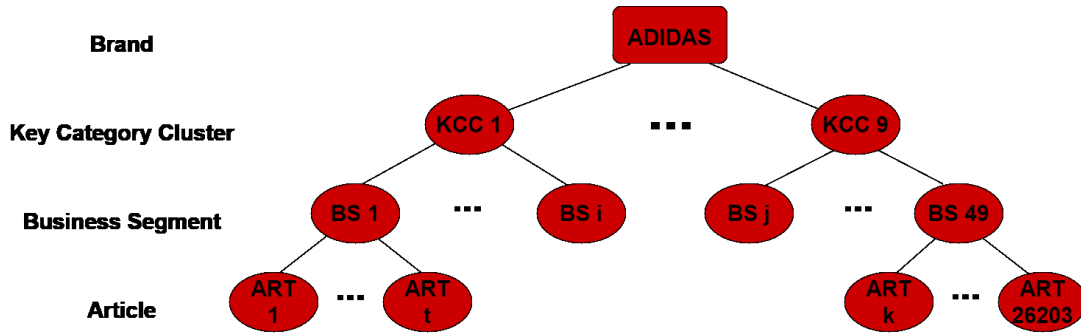 Brand
ADIDAS
Key Category Cluster
KCC 1
...
KCC 9
Business Segment
BS 1
...
BS i
BS j
...
BS 49
Article
ART
1
...
ART
t
ART
k
...
ART
26203